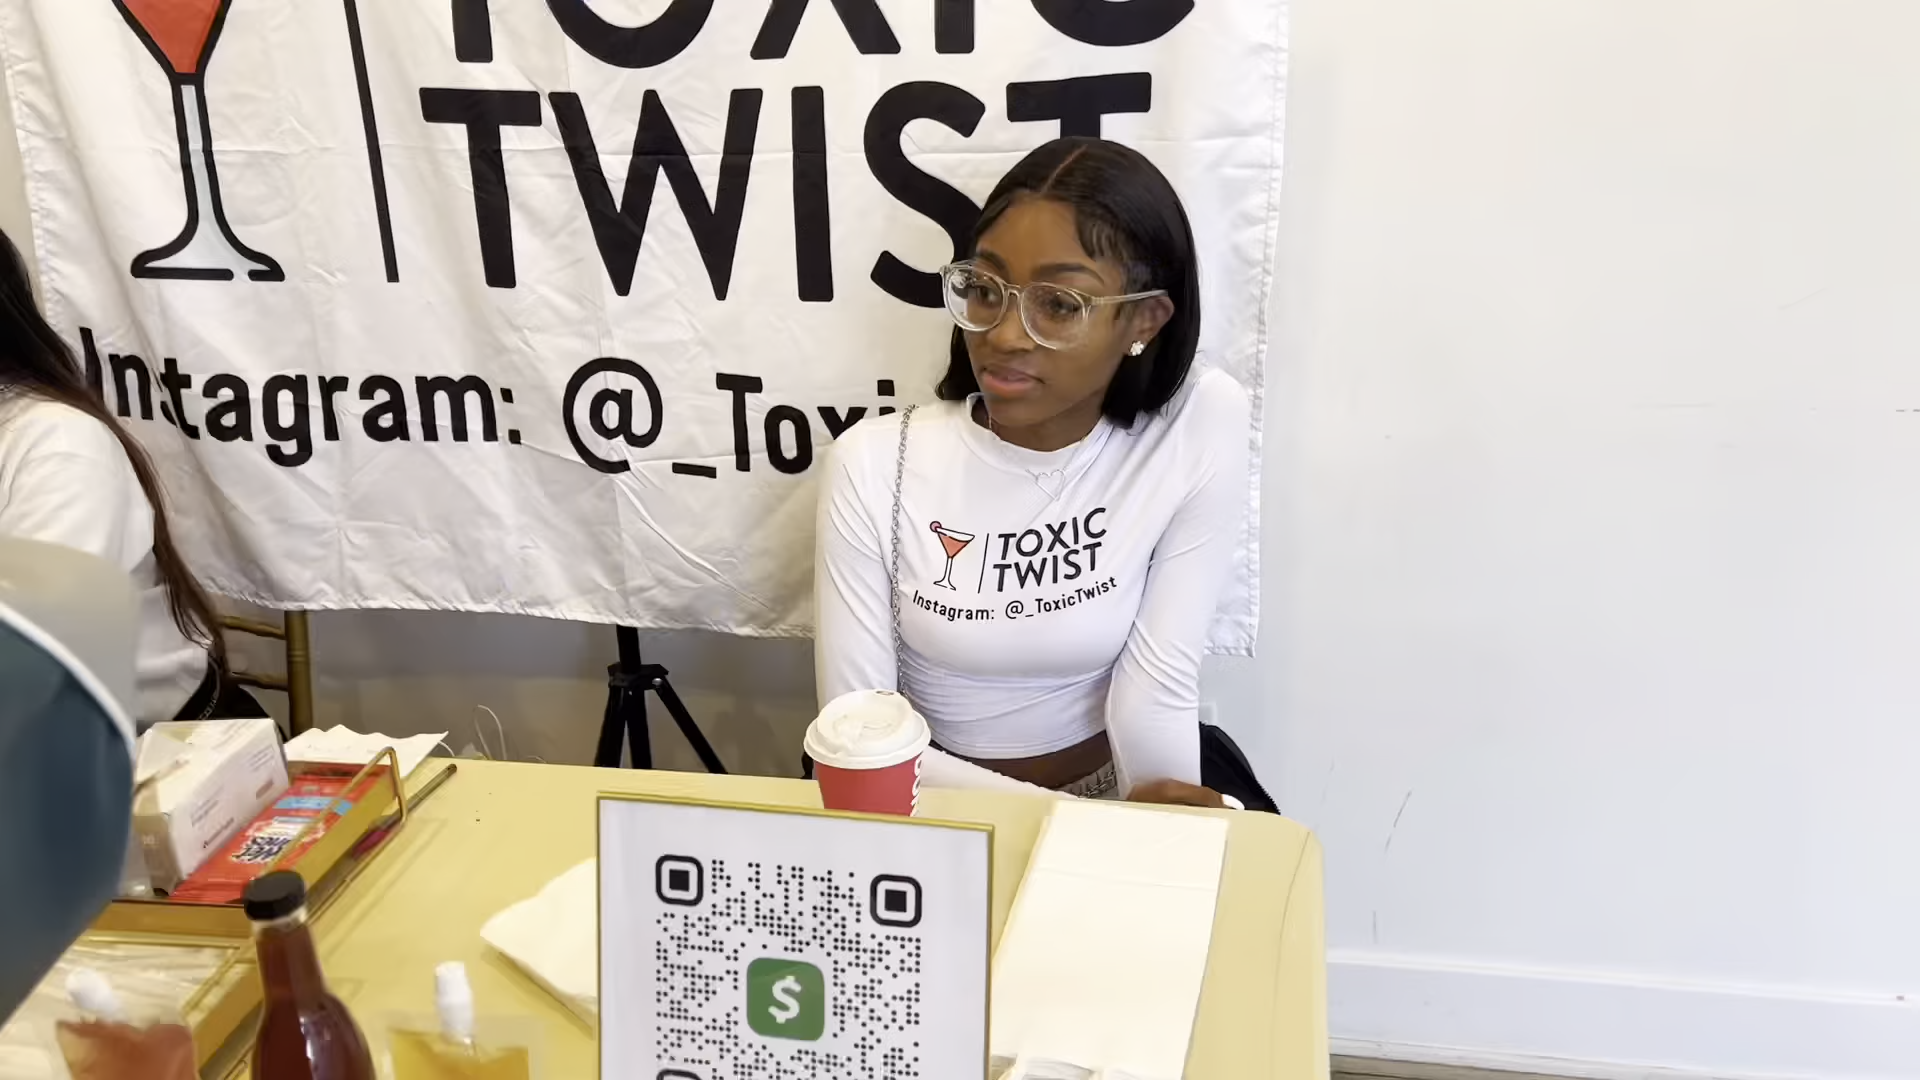 TOXIC
TWIST
Instagram: @_Toxi
TOXIC
TWIST
Instagram: @_ToxicTwist
$